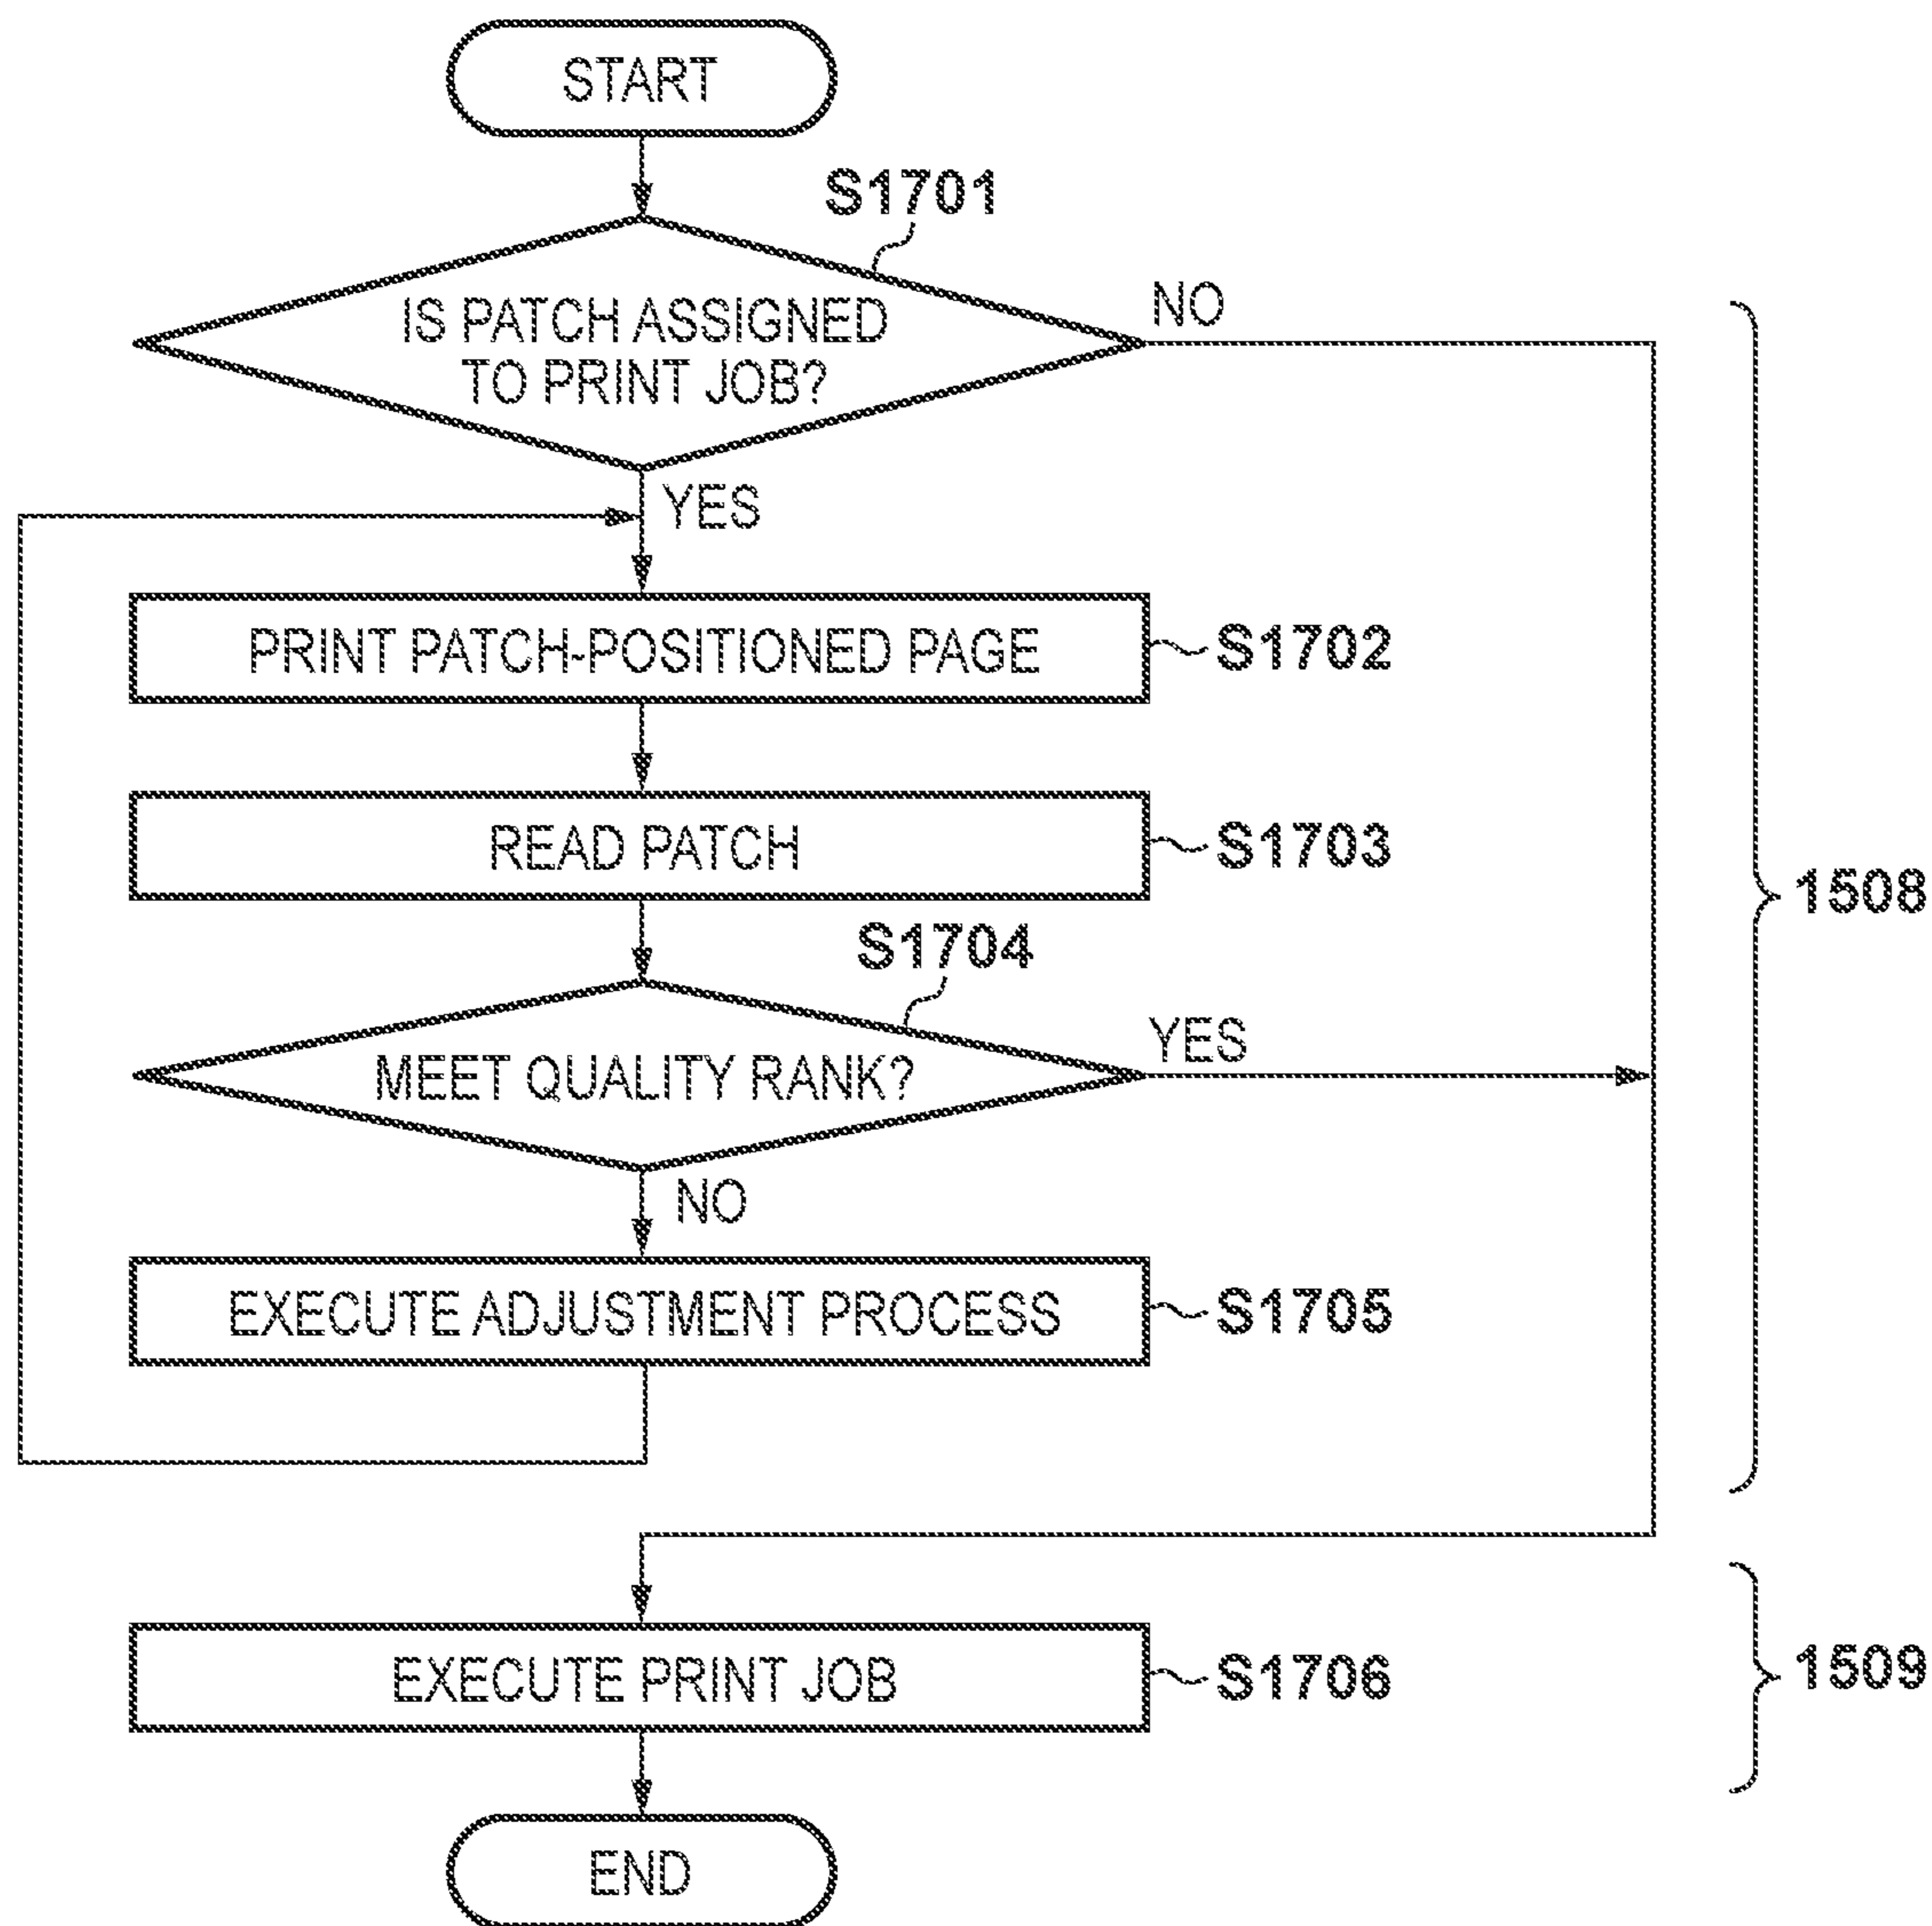 START
S1701
IS PATCH ASSIGNED
TO PRINT JOB?
NO
YES
PRINT PATCH-POSITIONED PAGE
S1702
READ PATCH
S1703
1508
S1704
MEET QUALITY RANK?
YES
NO
EXECUTE ADJUSTMENT PROCESS
S1705
EXECUTE PRINT JOB
S1706
1509
END